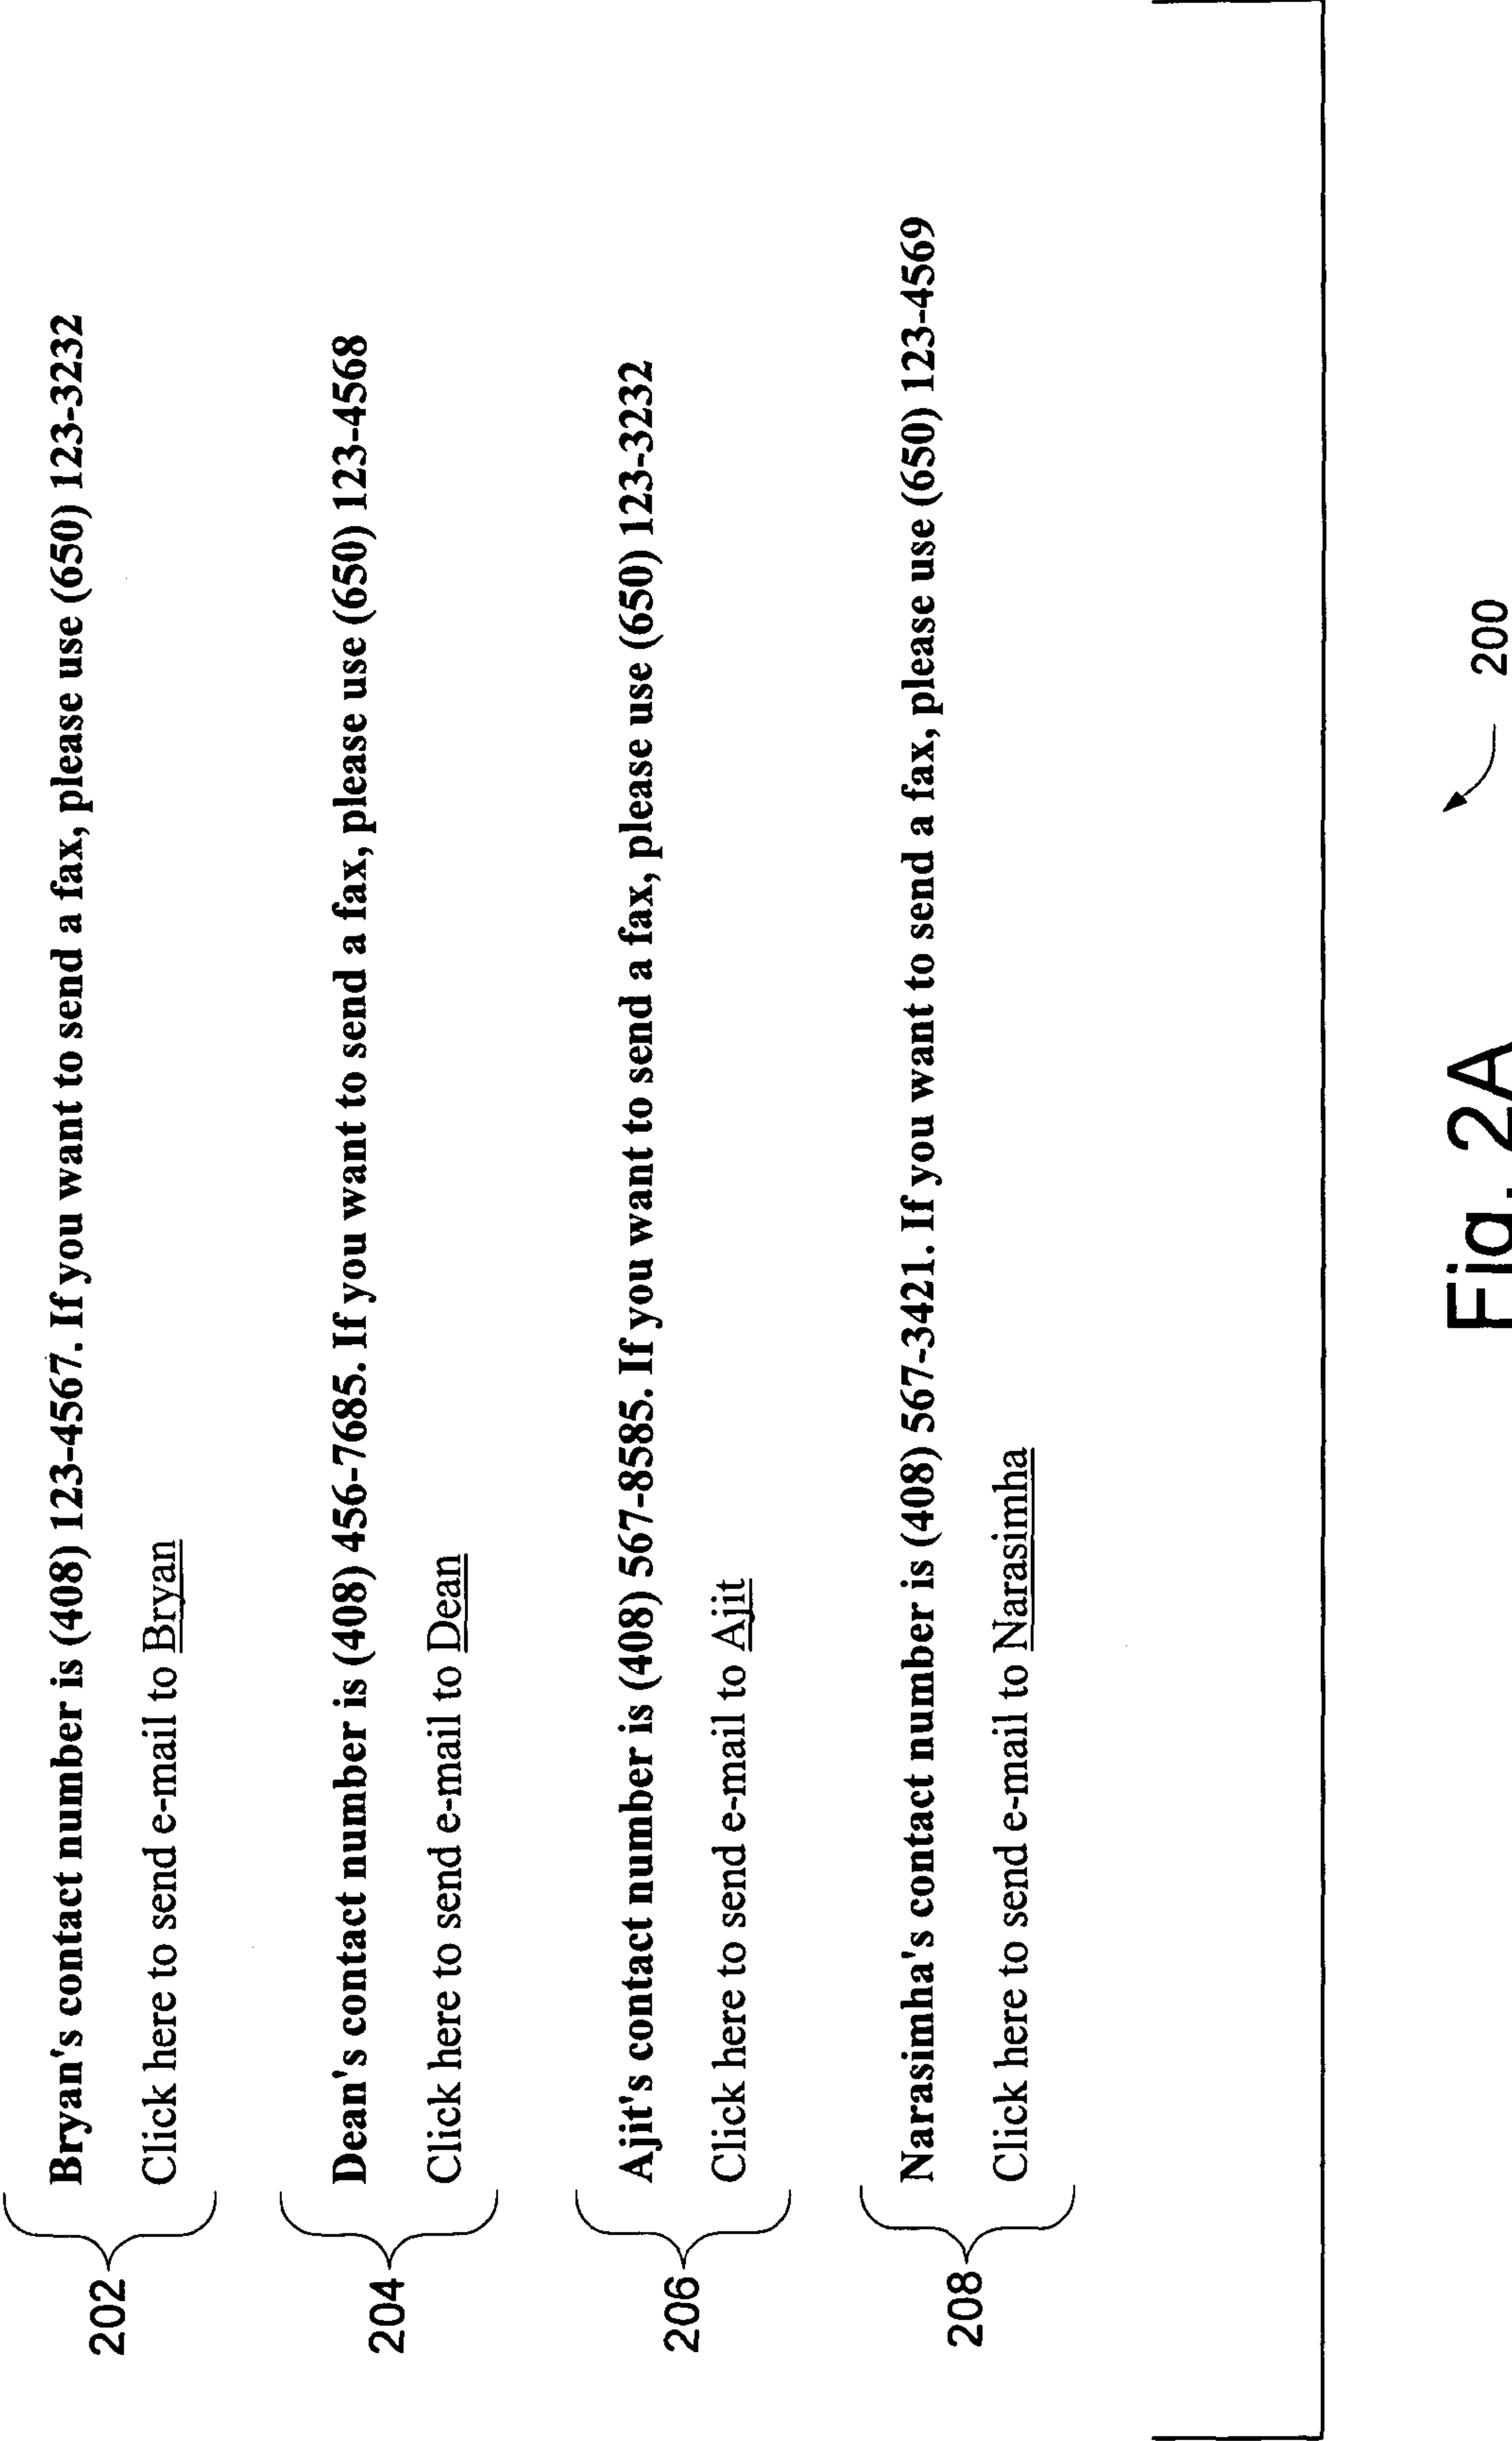 202
Bryan's contact number is (408) 123-4567. If you want to send a fax, please use (650) 123-3232
Click here to send e-mail to Bryan
204
Dean's contact number is (408) 456-7685. If you want to send a fax, please use (650) 123-4568
Click here to send e-mail to Dean
206
Ajit's contact number is (408) 567-8585. If you want to send a fax, please use (650) 123-3232
Click here to send e-mail to Ajit
208
Narasimha's contact number is (408) 567-3421. If you want to send a fax, please use (650) 123-4569
Click here to send e-mail to Narasimha
200
Fig. 2A